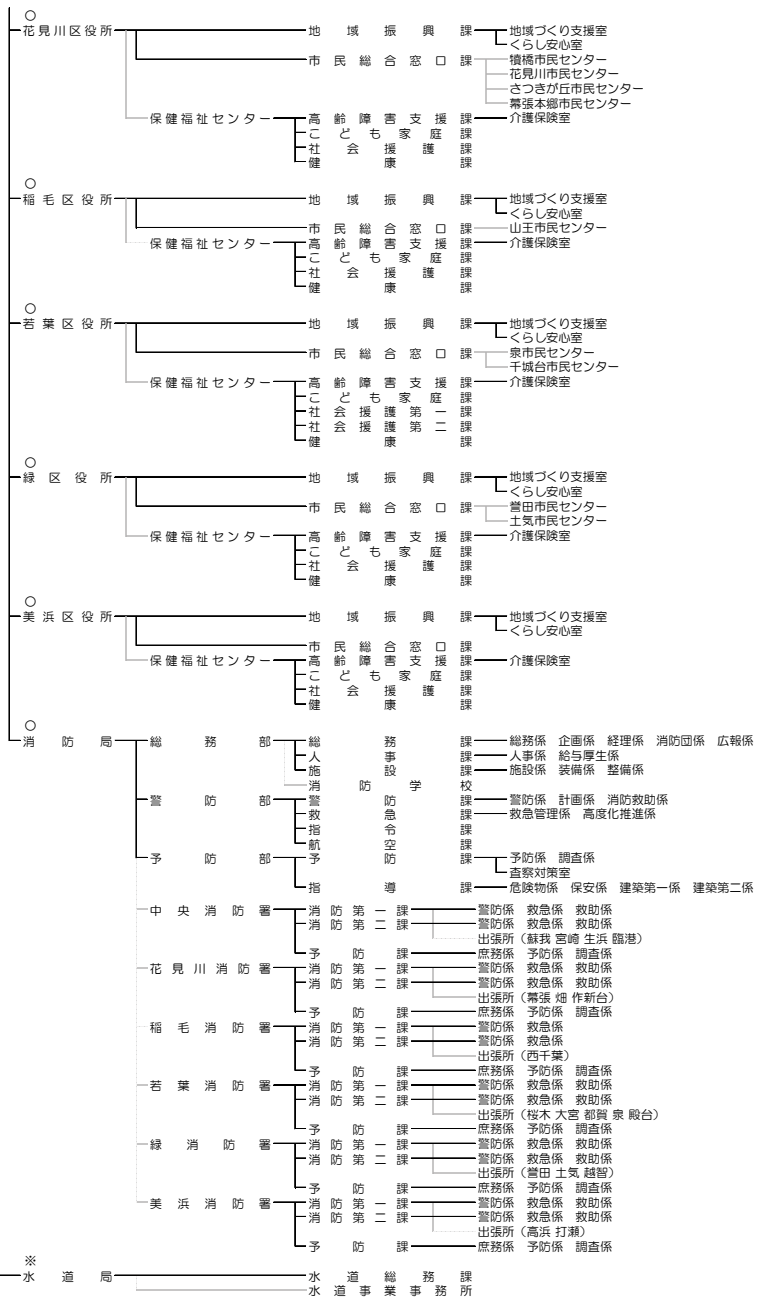 ○
花見川区役所 地域振興課 地域づくり支援室
くらし安心室
市民総合窓口課 犢橋市民センター
花見川市民センター
さつきが丘市民センター
幕張本郷市民センター
保健福祉センター 高齢障害支援課 介護保険室
こども家庭課
社会援護課
健康課
○
稲毛区役所 地域振興課 地域づくり支援室
くらし安心室
市民総合窓口課 山王市民センター
保健福祉センター 高齢障害支援課 介護保険室
こども家庭課
社会援護課
健康課
○
若葉区役所 地域振興課 地域づくり支援室
くらし安心室
市民総合窓口課 泉市民センター
千城台市民センター
保健福祉センター 高齢障害支援課 介護保険室
こども家庭課
社会援護第一課
社会援護第二課
健康課
○
緑区役所 地域振興課 地域づくり支援室
くらし安心室
市民総合窓口課 誉田市民センター
土気市民センター
保健福祉センター 高齢障害支援課 介護保険室
こども家庭課
社会援護課
健康課
○
美浜区役所 地域振興課 地域づくり支援室
くらし安心室
市民総合窓口課
保健福祉センター 高齢障害支援課 介護保険室
こども家庭課
社会援護課
健康課
○
消防局 総務部 総務課 総務係 企画係 経理係 消防団係 広報係
人事課 人事係 給与厚生係
施設課 施設係 装備係 整備係
消防学校
警防部 警防課 警防係 計画係 消防救助係
救急課 救急管理係 高度化推進係
指令課
航空課
予防部 予防課 予防係 調査係
査察対策室
指導課 危険物係 保安係 建築第一係 建築第二係
中央消防署 消防第一課 警防係 救急係 救助係
消防第二課 警防係 救急係 救助係
出張所（蘇我 宮崎 生浜 臨港）
予防課 庶務係 予防係 調査係
花見川消防署 消防第一課 警防係 救急係 救助係
消防第二課 警防係 救急係 救助係
出張所（幕張 畑 作新台）
予防課 庶務係 予防係 調査係
稲毛消防署 消防第一課 警防係 救急係
消防第二課 警防係 救急係
出張所（西千葉）
予防課 庶務係 予防係 調査係
若葉消防署 消防第一課 警防係 救急係 救助係
消防第二課 警防係 救急係 救助係
出張所（桜木 大宮 都賀 泉 殿台）
予防課 庶務係 予防係 調査係
緑消防署 消防第一課 警防係 救急係 救助係
消防第二課 警防係 救急係 救助係
出張所（誉田 土気 越智）
予防課 庶務係 予防係 調査係
美浜消防署 消防第一課 警防係 救急係 救助係
消防第二課 警防係 救急係 救助係
出張所（高浜 打瀬）
予防課 庶務係 予防係 調査係
※
水道局 水道総務課
水道事業事務所